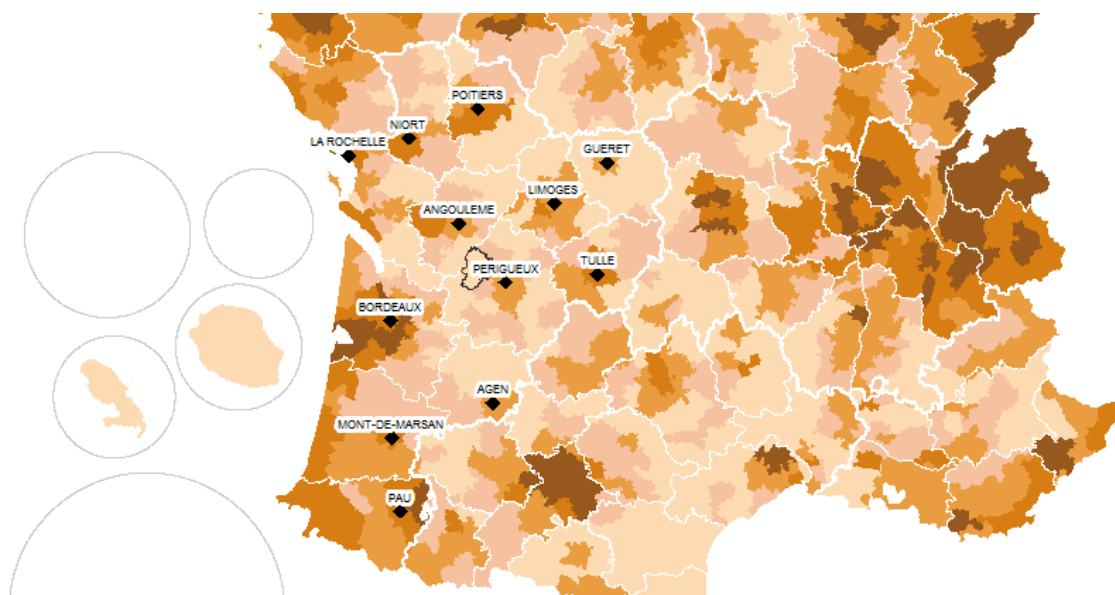 POITIERS
NIORT
LA ROCHELLE
GUERET
LIMOGES
ANGOULEME
TULLE
PERIGUEUX
BORDEAUX
AGEN
MONT-DE-MARSAN
PAU